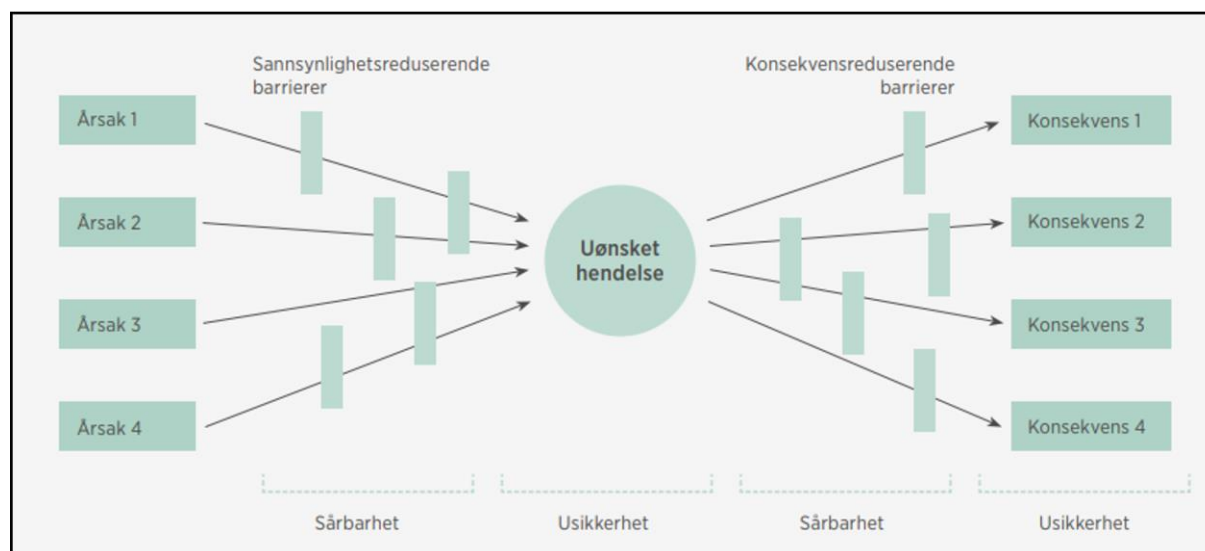 Sannsynlighetsreduserende
barrierer
Konsekvensreduserende
barrierer
Årsak 1
Årsak 2
Årsak 3
Årsak 4
Uønsket
hendelse
Konsekvens 1
Konsekvens 2
Konsekvens 3
Konsekvens 4
Sårbarhet
Usikkerhet
Sårbarhet
Usikkerhet